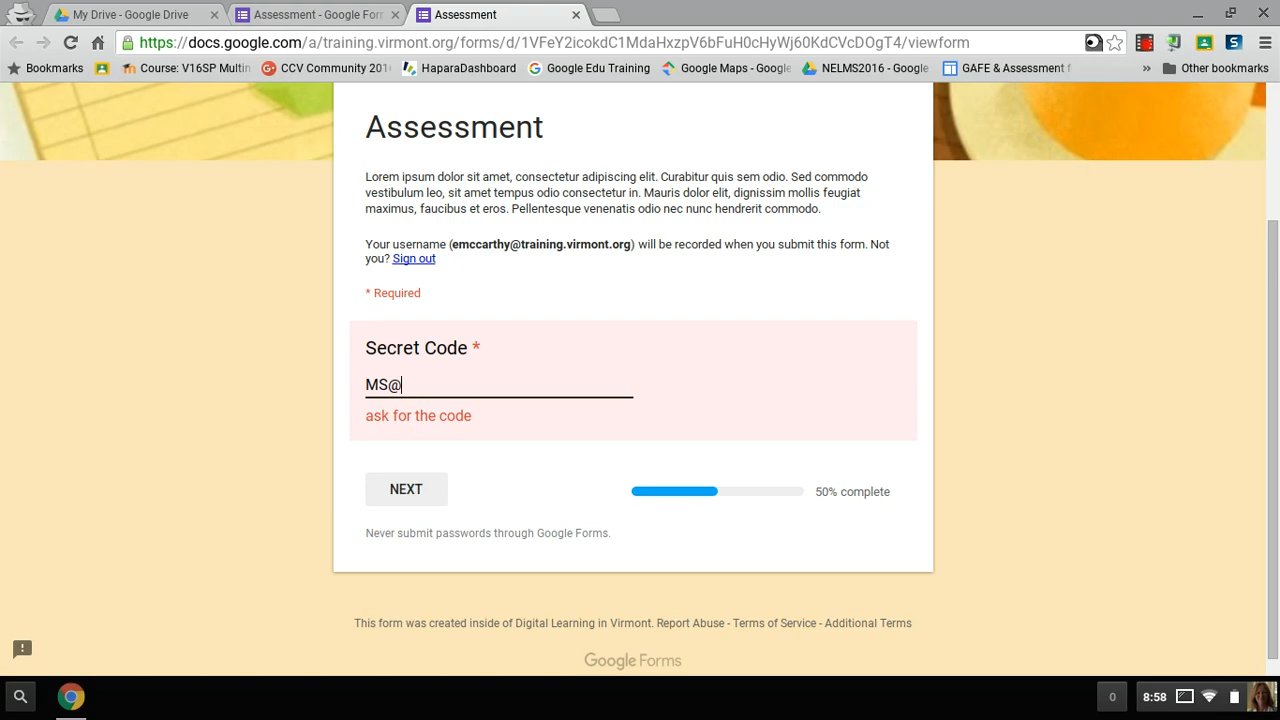 My Drive - Google Drive
Assessment - Google For
Assessment
https://docs.google.com/a/training.virmont.org/forms/d/1VFeY2icokdC1MdaHxzpV6bFuH0cHyWj60KdCVcDOgT4/viewform
Bookmarks
Course: V16SP Multin
CCV Community 201
HaparaDashboard
Google Edu Training
Google Maps - Google
NELMS2016 - Google
GAFE & Assessment f
»
Other bookmarks
Assessment
Lorem ipsum dolor sit amet, consectetur adipiscing elit. Curabitur quis sem odio. Sed commodo
vestibulum leo, sit amet tempus odio consectetur in. Mauris dolor elit, dignissim mollis feugiat
maximus, faucibus et eros. Pellentesque venenatis odio nec nunc hendrerit commodo.
Your username (emccarthy@training.virmont.org) will be recorded when you submit this form. Not
you? Sign out
* Required
Secret Code *
MS@
ask for the code
NEXT
50% complete
Never submit passwords through Google Forms.
This form was created inside of Digital Learning in Virmont. Report Abuse - Terms of Service - Additional Terms
Google Forms
0
8:58